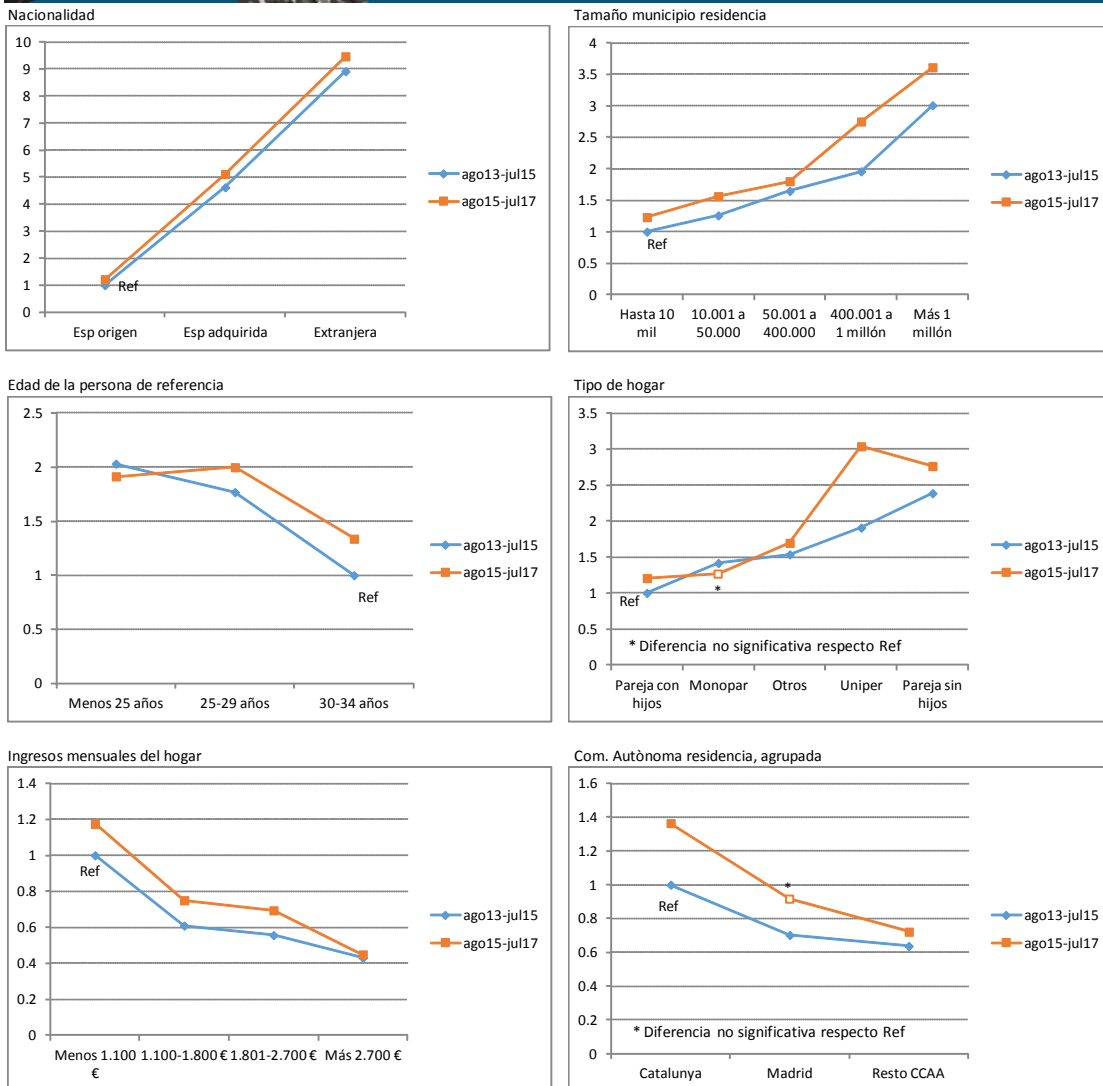 Nacionalidad
10
9
8
7
6
5
4
3
2
1
0
Ref
Esp origen
Esp adquirida
Extranjera
ago13-jul15
ago15-jul17
Tamaño municipio residencia
4
3.5
3
2.5
2
1.5
1
0.5
0
Ref
Hasta 10
mil
10.001 a
50.000
50.001 a
400.000
400.001 a
1 millón
Más 1
millón
ago13-jul15
ago15-jul17
Edad de la persona de referencia
2.5
2
1.5
1
0.5
0
Ref
Menos 25 años
25-29 años
30-34 años
ago13-jul15
ago15-jul17
Tipo de hogar
3.5
3
2.5
2
1.5
1
0.5
0
Ref
*
* Diferencia no significativa respecto Ref
Pareja con
hijos
Monopar
Otros
Uniper
Pareja sin
hijos
ago13-jul15
ago15-jul17
Ingresos mensuales del hogar
1.4
1.2
1
0.8
0.6
0.4
0.2
0
Ref
Menos 1.100
€
1.100-1.800 €
1.801-2.700 €
Más 2.700 €
ago13-jul15
ago15-jul17
Com. Autònoma residencia, agrupada
1.6
1.4
1.2
1
0.8
0.6
0.4
0.2
0
Ref
*
* Diferencia no significativa respecto Ref
Catalunya
Madrid
Resto CCAA
ago13-jul15
ago15-jul17